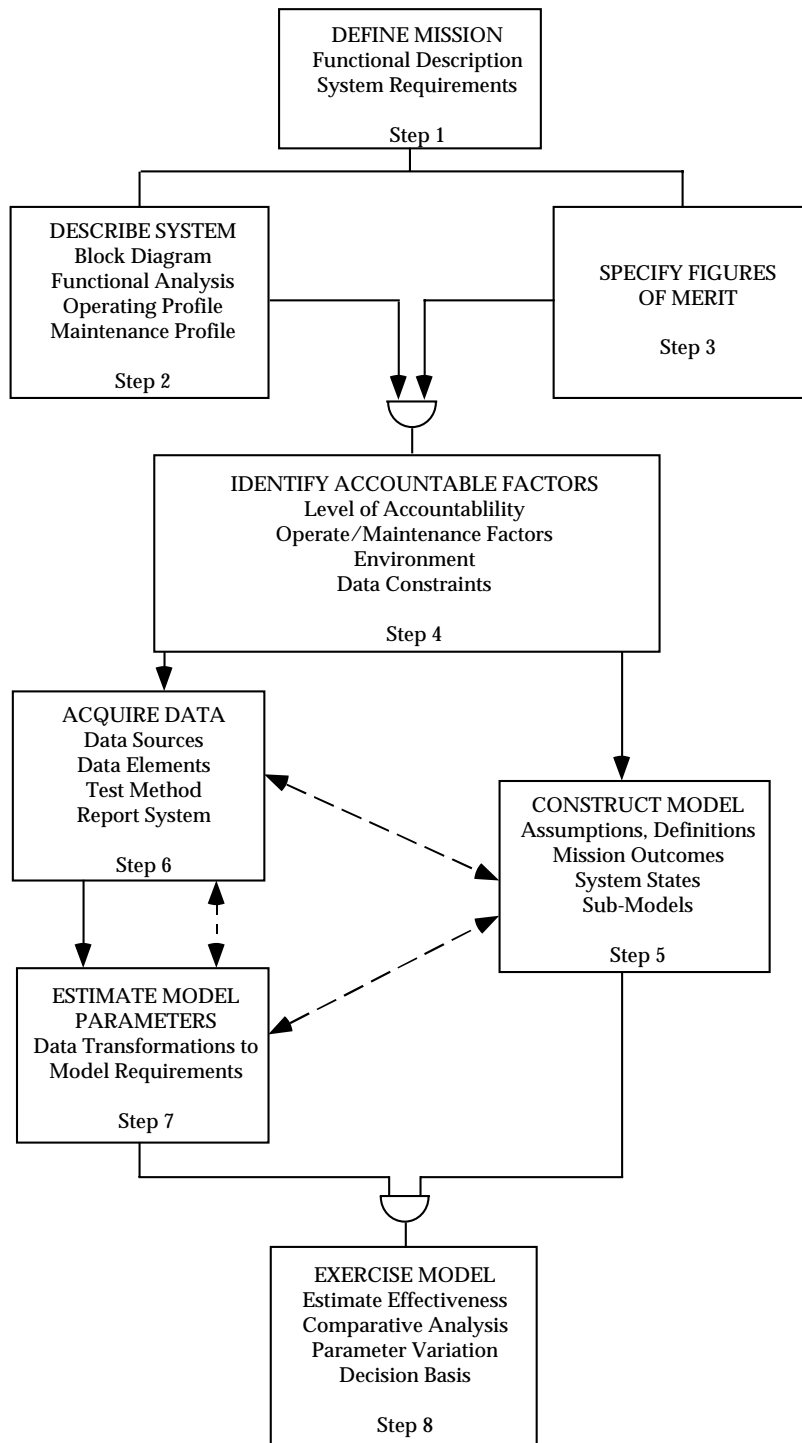 DEFINE MISSION
Functional Description
System Requirements
Step 1
DESCRIBE SYSTEM
Block Diagram
Functional Analysis
Operating Profile
Maintenance Profile
Step 2
SPECIFY FIGURES
OF MERIT
Step 3
IDENTIFY ACCOUNTABLE FACTORS
Level of Accountablility
Operate/Maintenance Factors
Environment
Data Constraints
Step 4
ACQUIRE DATA
Data Sources
Data Elements
Test Method
Report System
Step 6
CONSTRUCT MODEL
Assumptions, Definitions
Mission Outcomes
System States
Sub-Models
Step 5
ESTIMATE MODEL
PARAMETERS
Data Transformations to
Model Requirements
Step 7
EXERCISE MODEL
Estimate Effectiveness
Comparative Analysis
Parameter Variation
Decision Basis
Step 8